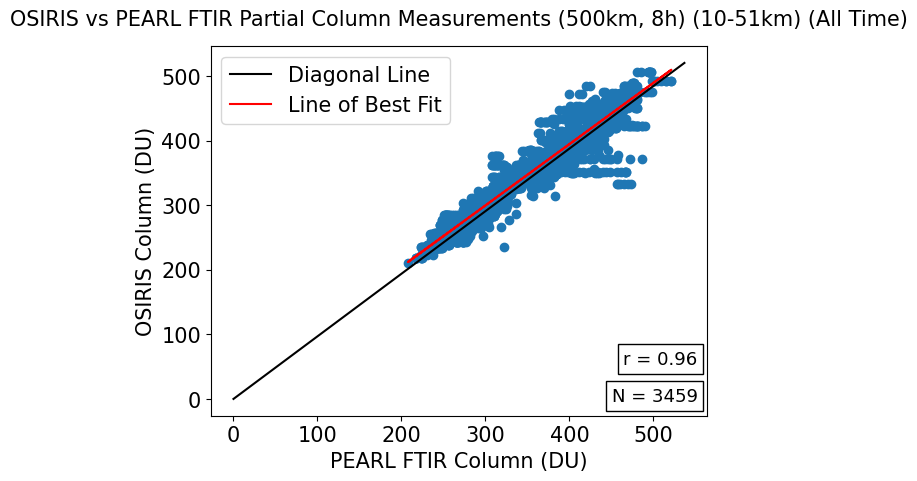 OSIRIS vs PEARL FTIR Partial Column Measurements (500km, 8h) (10-51km) (All Time)
Diagonal Line
Line of Best Fit
OSIRIS Column (DU)
500
400
300
200
100
0
r = 0.96
N = 3459
0 100 200 300 400 500
PEARL FTIR Column (DU)